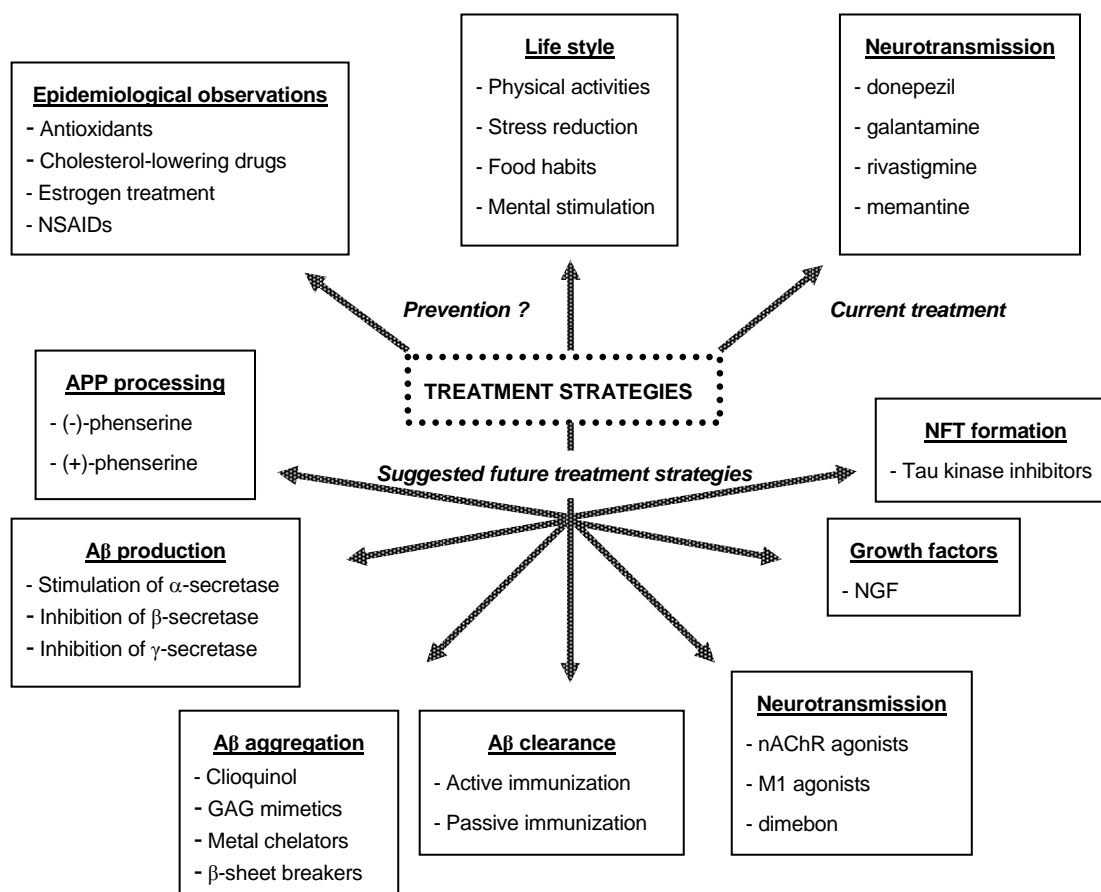 Life style
- Physical activities
- Stress reduction
- Food habits
- Mental stimulation
Neurotransmission
- donepezil
- galantamine
- rivastigmine
- memantine
Epidemiological observations
- Antioxidants
- Cholesterol-lowering drugs
- Estrogen treatment
- NSAIDs
Prevention ?
Current treatment
TREATMENT STRATEGIES
APP processing
- (-)-phenserine
- (+)-phenserine
Suggested future treatment strategies
NFT formation
- Tau kinase inhibitors
Aβ production
- Stimulation of α-secretase
- Inhibition of β-secretase
- Inhibition of γ-secretase
Growth factors
- NGF
Aβ aggregation
- Clioquinol
- GAG mimetics
- Metal chelators
- β-sheet breakers
Aβ clearance
- Active immunization
- Passive immunization
Neurotransmission
- nAChR agonists
- M1 agonists
- dimebon